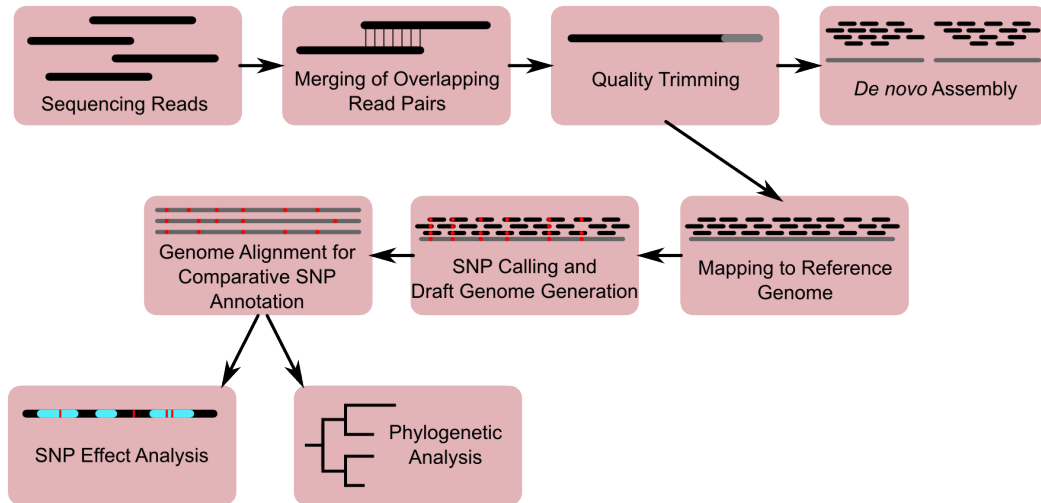 Sequencing Reads
Merging of Overlapping
Read Pairs
Quality Trimming
De novo Assembly
Mapping to Reference
Genome
SNP Calling and
Draft Genome Generation
Genome Alignment for
Comparative SNP
Annotation
SNP Effect Analysis
Phylogenetic
Analysis